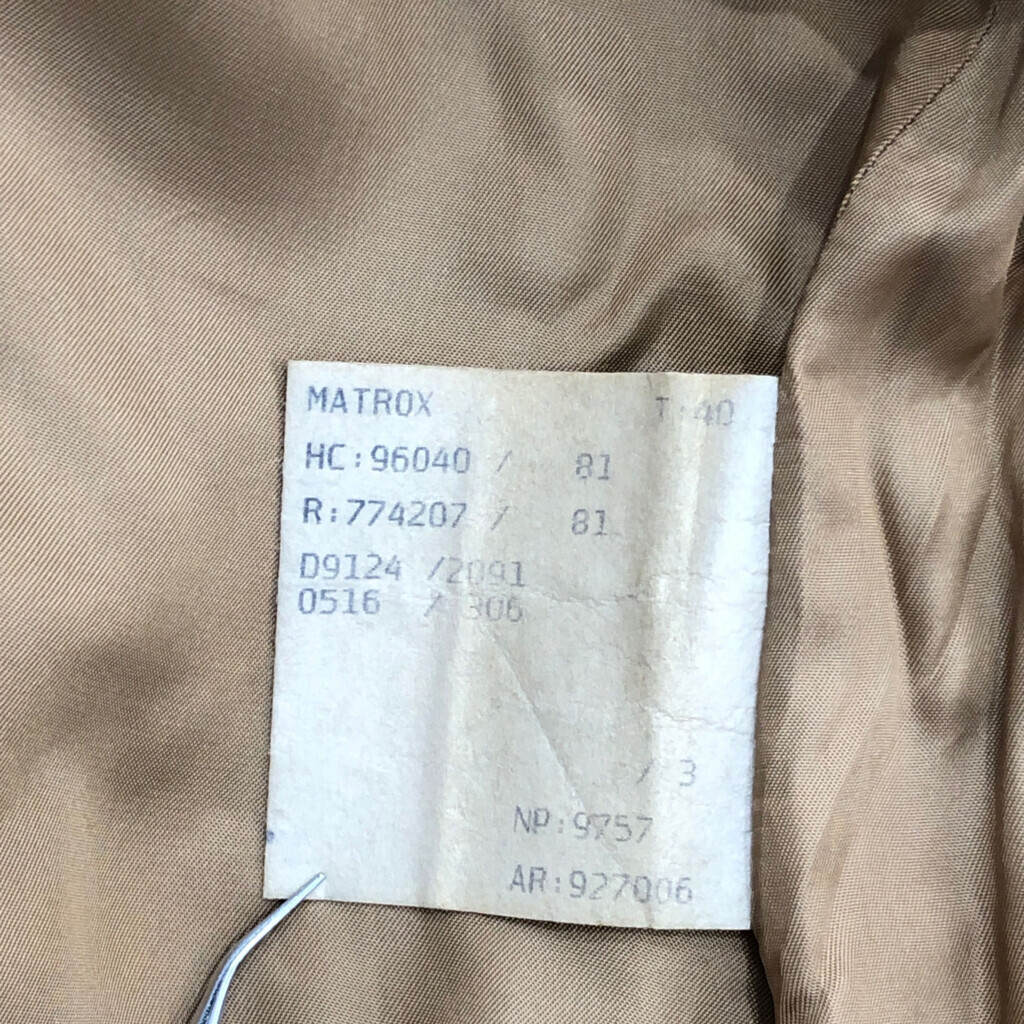 MATROX T:40
HC:96040 / 81
R:774207 / 81
D9124 /2091
0516 / 306
/ 3
NP:9757
AR:927006